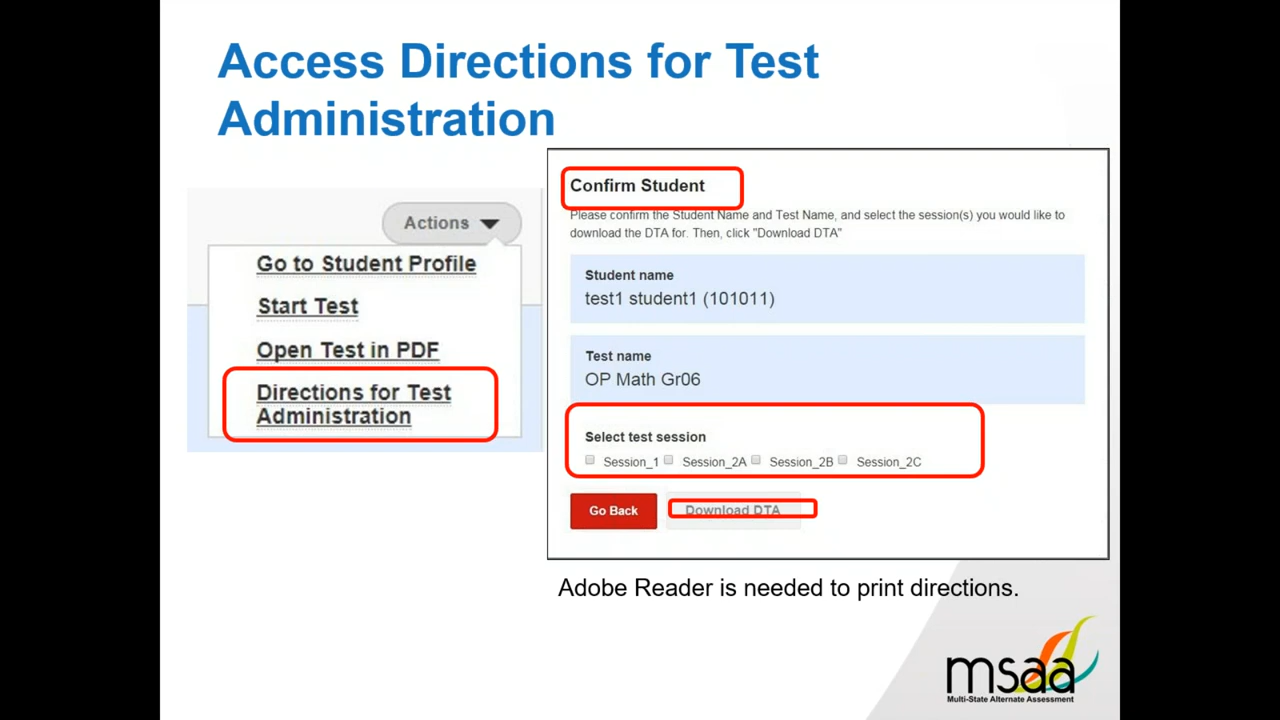 Access Directions for Test
Administration
Actions
Go to Student Profile
Start Test
Open Test in PDF
Directions for Test
Administration
Confirm Student
Please confirm the Student Name and Test Name, and select the session(s) you would like to
download the DTA for. Then, click "Download DTA"
Student name
test1 student1 (101011)
Test name
OP Math Gr06
Select test session
Session_1 Session_2A Session_2B Session_2C
Go Back Download DTA
Adobe Reader is needed to print directions.
msaa
Multi-State Alternate Assessment